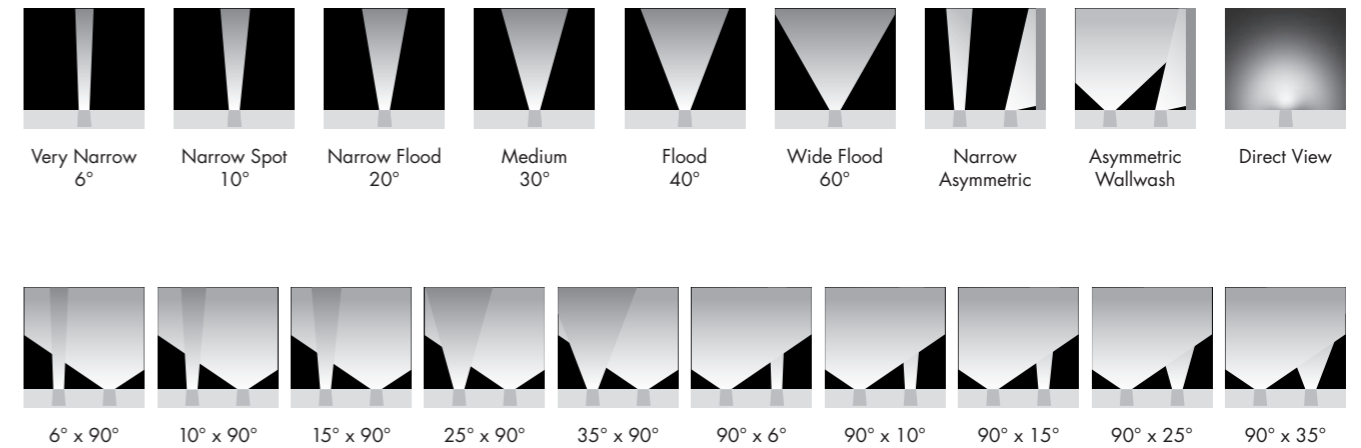 Very Narrow
6°
Narrow Spot
10°
Narrow Flood
20°
Medium
30°
Flood
40°
Wide Flood
60°
Narrow
Asymmetric
Asymmetric
Wallwash
Direct View
6° x 90°
10° x 90°
15° x 90°
25° x 90°
35° x 90°
90° x 6°
90° x 10°
90° x 15°
90° x 25°
90° x 35°